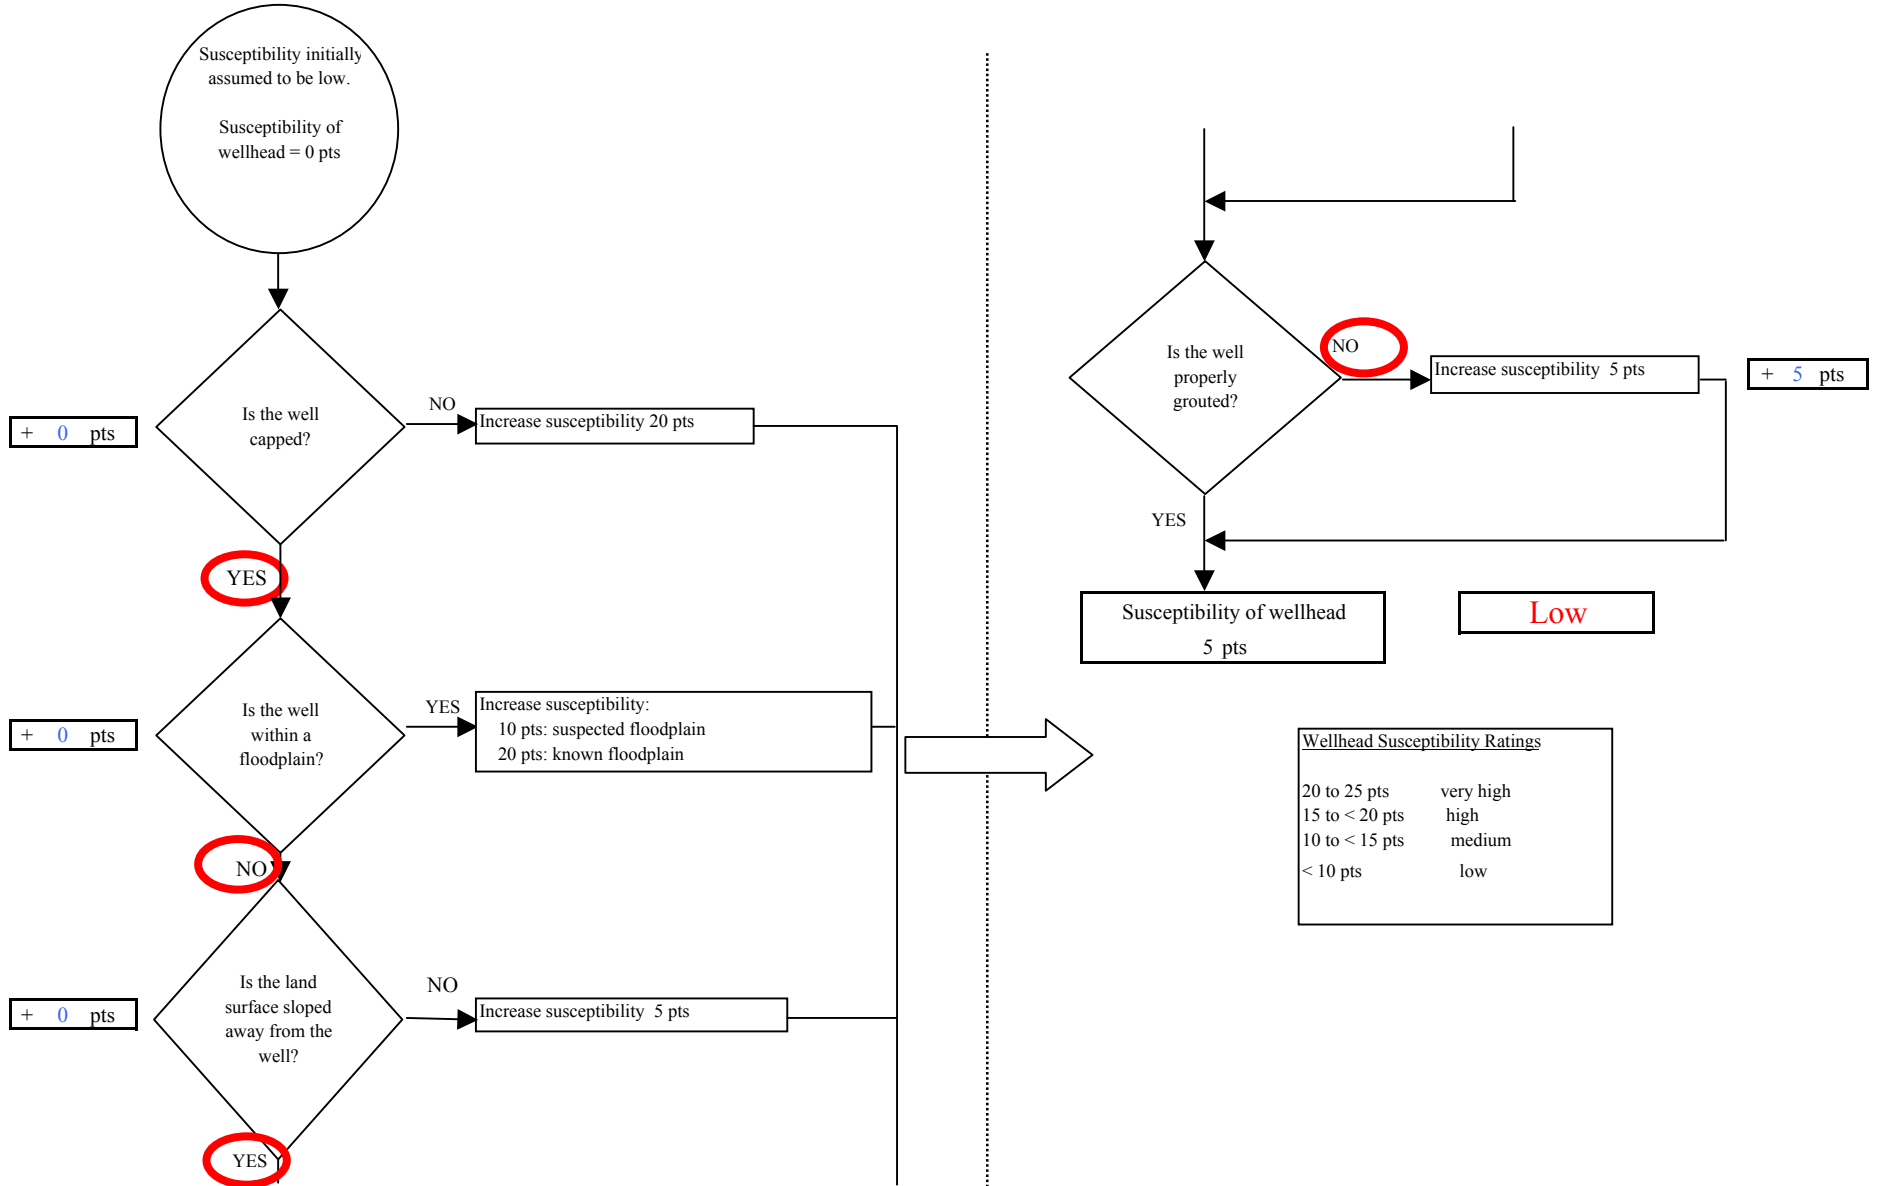 Susceptibility initially
assumed to be low.
Susceptibility of
wellhead = 0 pts
Is the well
capped?
NO
Increase susceptibility 20 pts
+ 0 pts
YES
Is the well
within a
floodplain?
YES
Increase susceptibility:
10 pts: suspected floodplain
20 pts: known floodplain
+ 0 pts
NO
Is the land
surface sloped
away from the
well?
NO
Increase susceptibility 5 pts
+ 0 pts
YES
Is the well
properly
grouted?
NO
Increase susceptibility 5 pts
+ 5 pts
YES
Susceptibility of wellhead
5 pts
Low
Wellhead Susceptibility Ratings
20 to 25 pts very high
15 to < 20 pts high
10 to < 15 pts medium
< 10 pts low